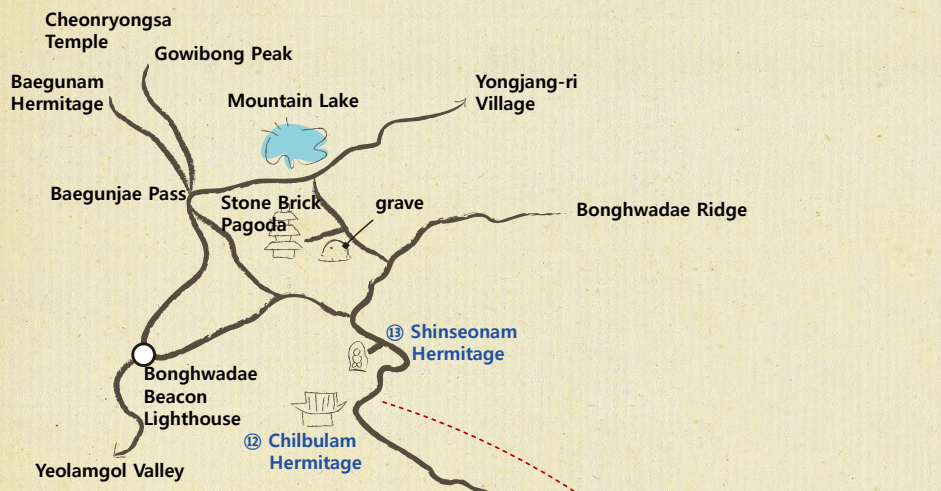 Cheonryongsa
Temple
Gowibong Peak
Baegunam
Hermitage
Mountain Lake
Yongjang-ri
Village
Baegunjae Pass
Stone Brick
Pagoda
grave
Bonghwadae Ridge
⑬ Shinseonam
Hermitage
Bonghwadae
Beacon
Lighthouse
⑫ Chilbulam
Hermitage
Yeolamgol Valley